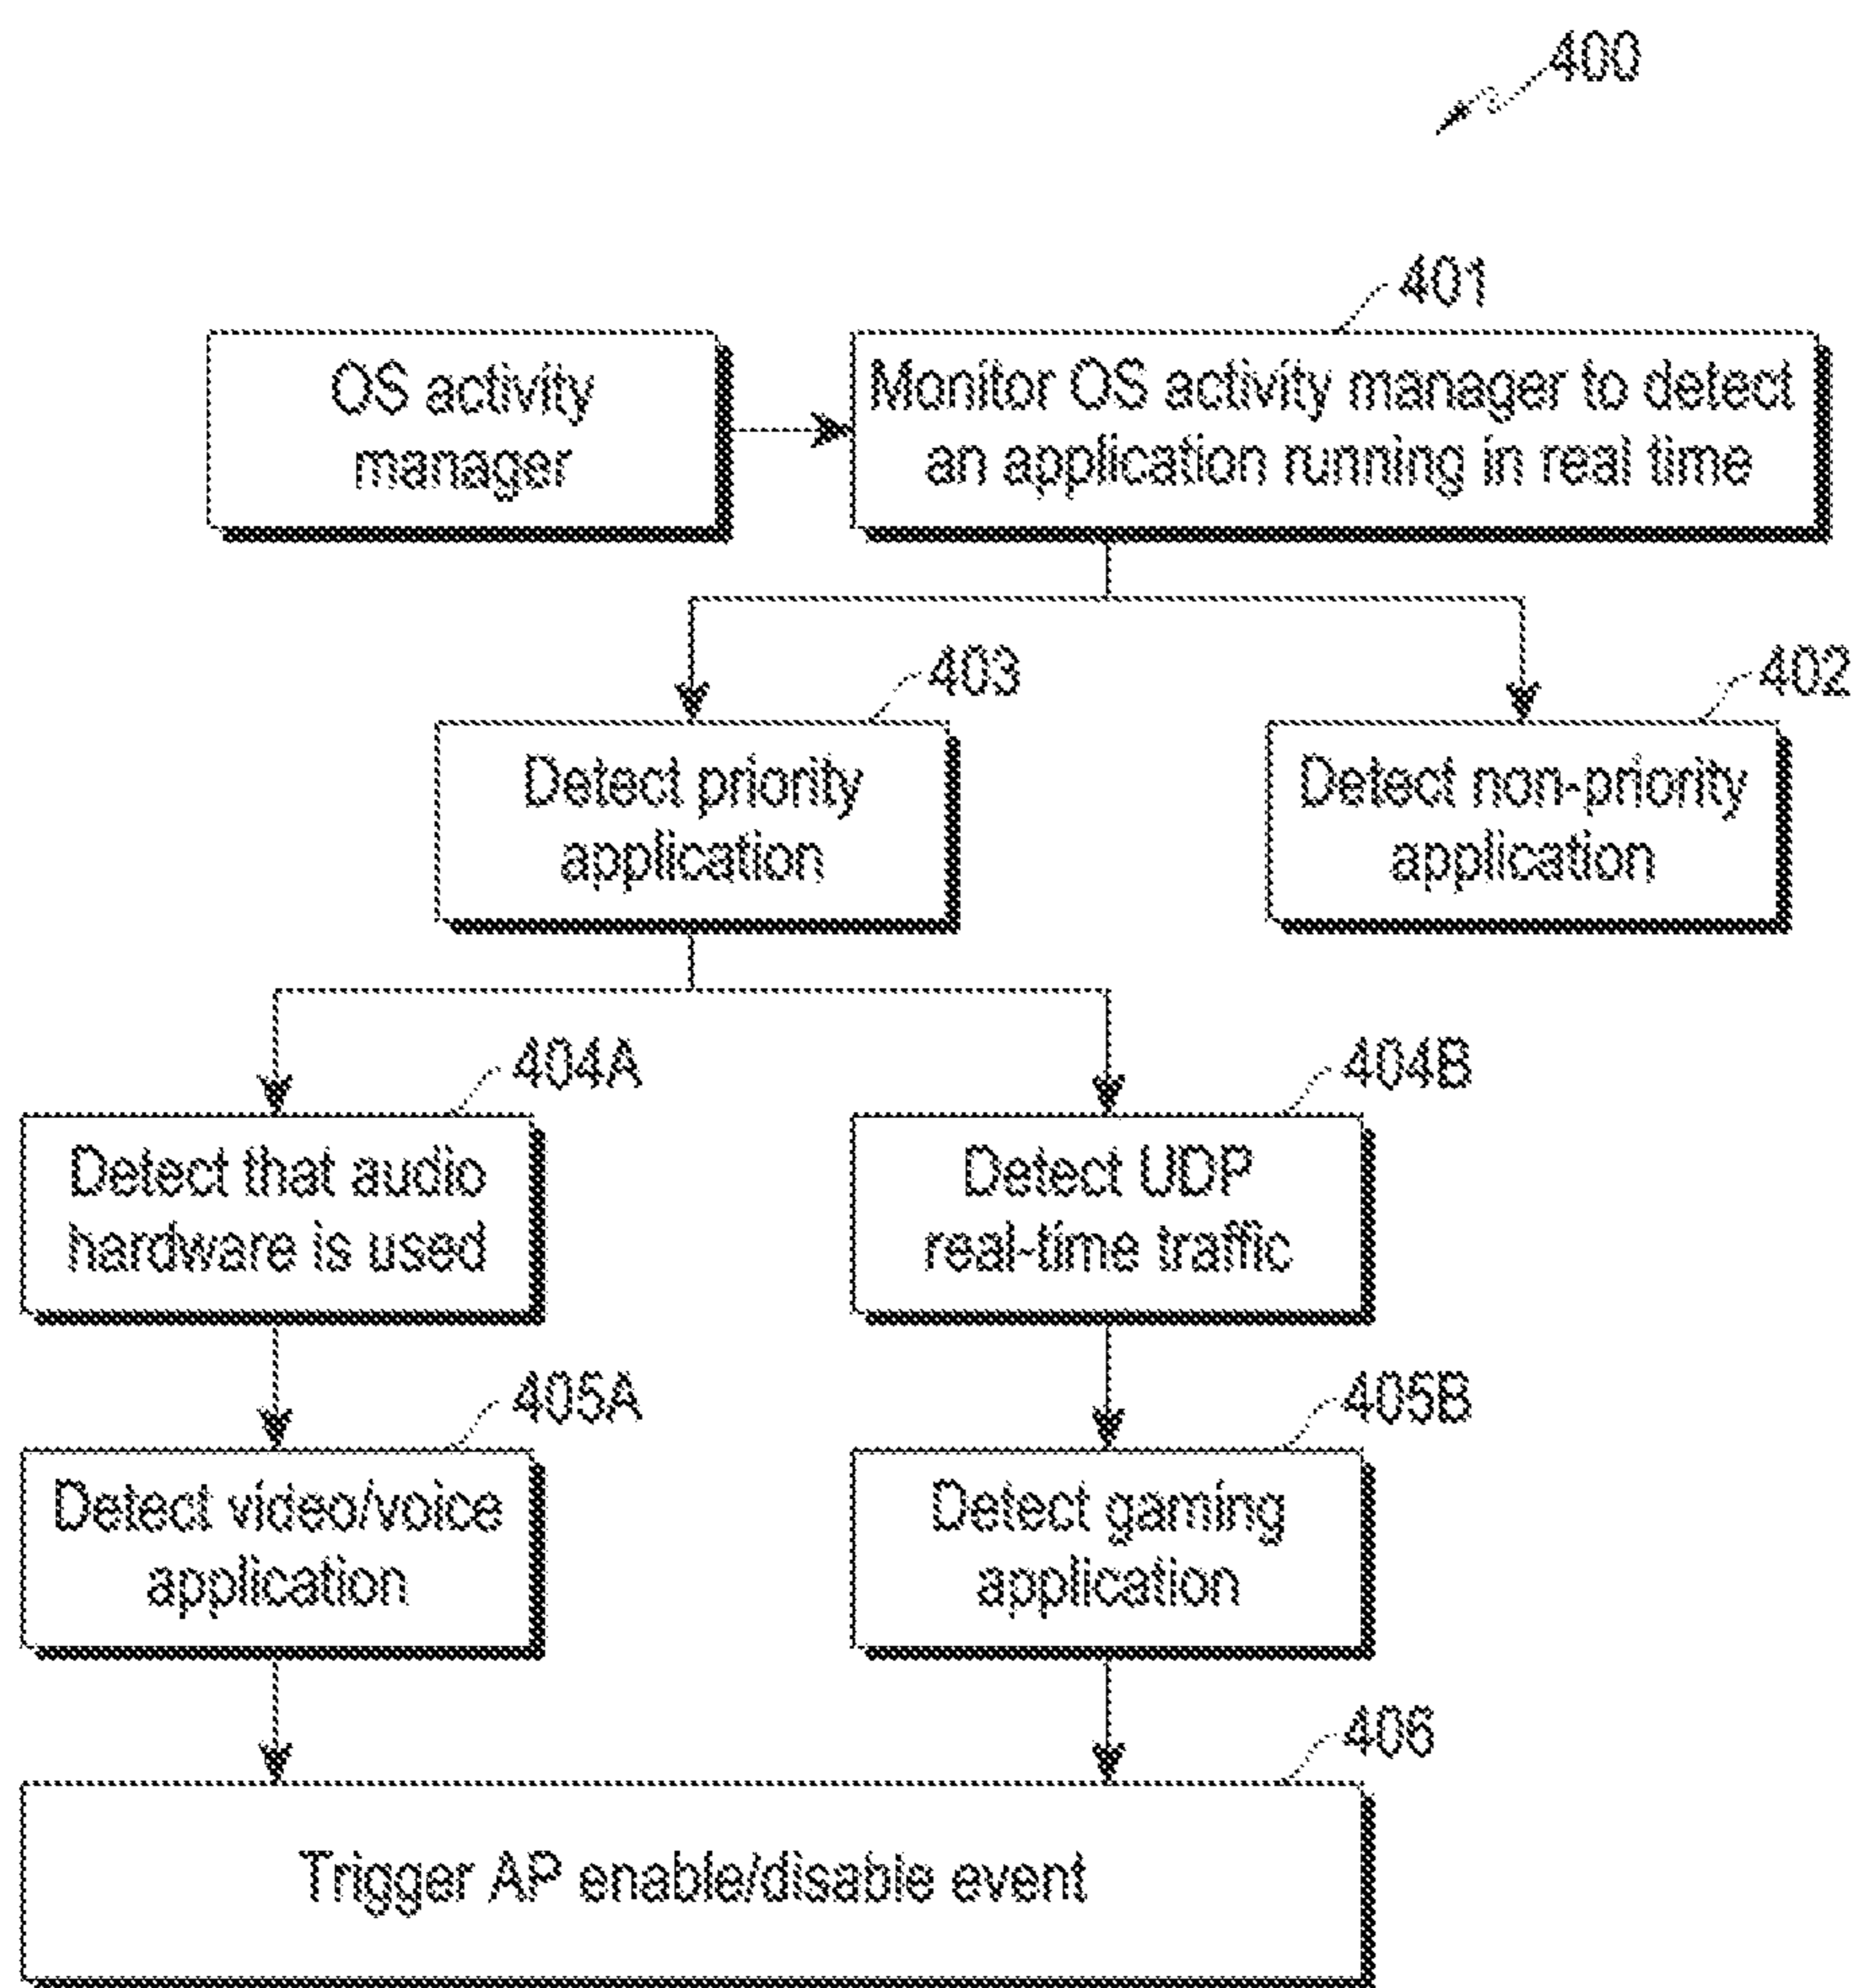 400
401
OS activity
manager
Monitor OS activity manager to detect
an application running in real time
403
402
Detect priority
application
Detect non-priority
application
404A
404B
Detect that audio
hardware is used
Detect UDP
real-time traffic
405A
405B
Detect video/voice
application
Detect gaming
application
406
Trigger AP enable/disable event